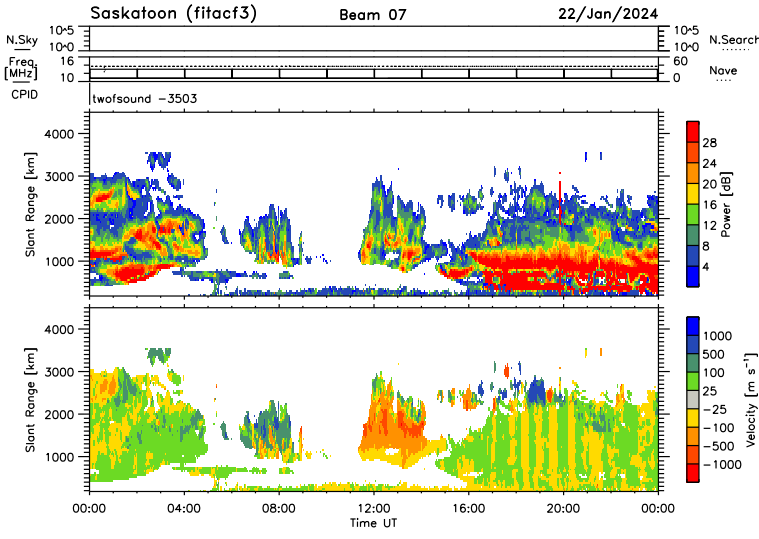 Saskatoon (fitacf3) Beam 07 22/Jan/2024
N.Sky 10^5 10^5 N.Search
10^0 10^0
Freq. 16 60
[MHz] 10 0 Nave
CPID twofsound -3503
Slant Range [km]
4000
3000
2000
1000
Power [dB]
28
24
20
16
12
8
4
Slant Range [km]
4000
3000
2000
1000
Velocity [m s⁻¹]
1000
500
100
25
-25
-100
-500
-1000
00:00 04:00 08:00 12:00 16:00 20:00 00:00
Time UT